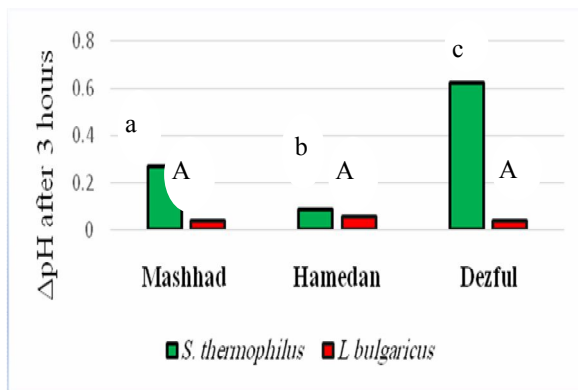 ΔpH after 3 hours
0.8
0.6
0.4
0.2
0
a
A
b
A
c
A
Mashhad
Hamedan
Dezful
S. thermophilus
L bulgaricus